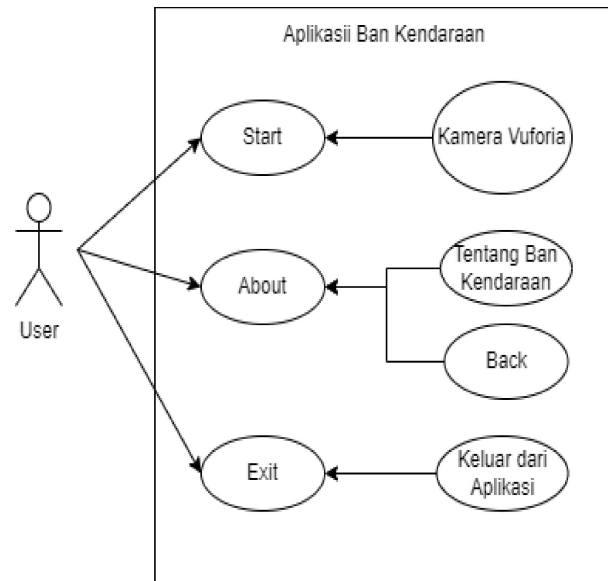 Aplikasii Ban Kendaraan
Start
Kamera Vuforia
User
About
Tentang Ban
Kendaraan
Back
Exit
Keluar dari
Aplikasi